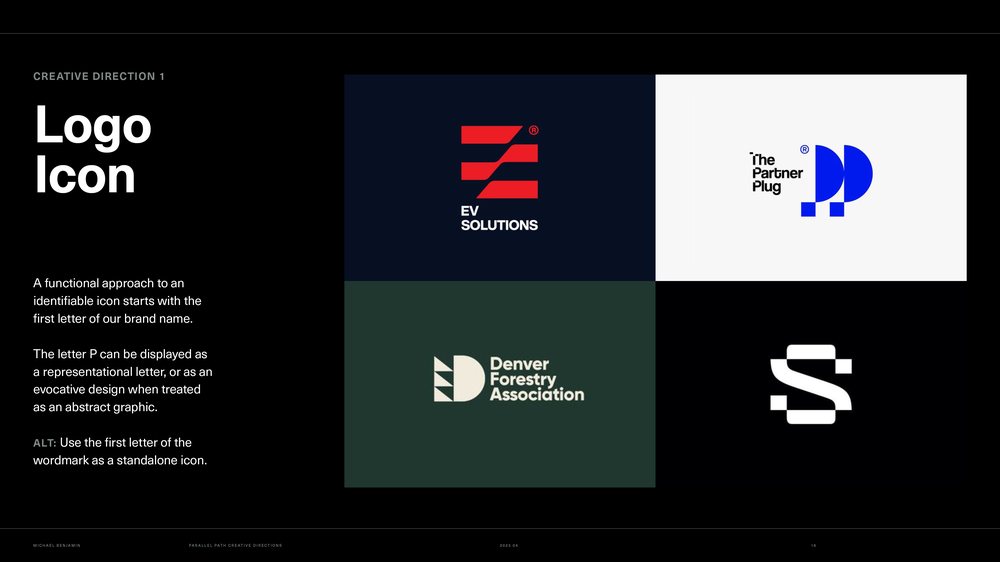 CREATIVE DIRECTION 1
Logo
Icon
A functional approach to an
identifiable icon starts with the
first letter of our brand name.
The letter P can be displayed as
a representational letter, or as an
evocative design when treated
as an abstract graphic.
ALT: Use the first letter of the
wordmark as a standalone icon.
®
EV
SOLUTIONS
The
Partner
Plug
®
Denver
Forestry
Association
S
MICHAEL BENJAMIN
PARALLEL PATH CREATIVE DIRECTIONS
2023.04